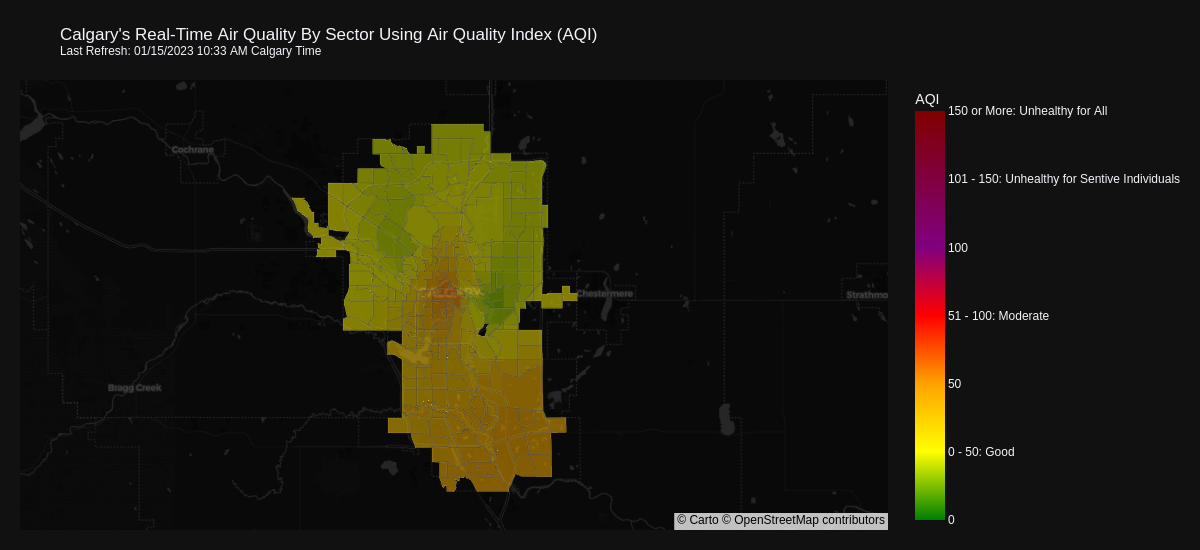 Calgary's Real-Time Air Quality By Sector Using Air Quality Index (AQI)
Last Refresh: 01/15/2023 10:33 AM Calgary Time
AQI
150 or More: Unhealthy for All
Cochrane
101 - 150: Unhealthy for Sentive Individuals
100
CALGARY
Chestermere
Strathmo
51 - 100: Moderate
50
Bragg Creek
0 - 50: Good
0
© Carto © OpenStreetMap contributors